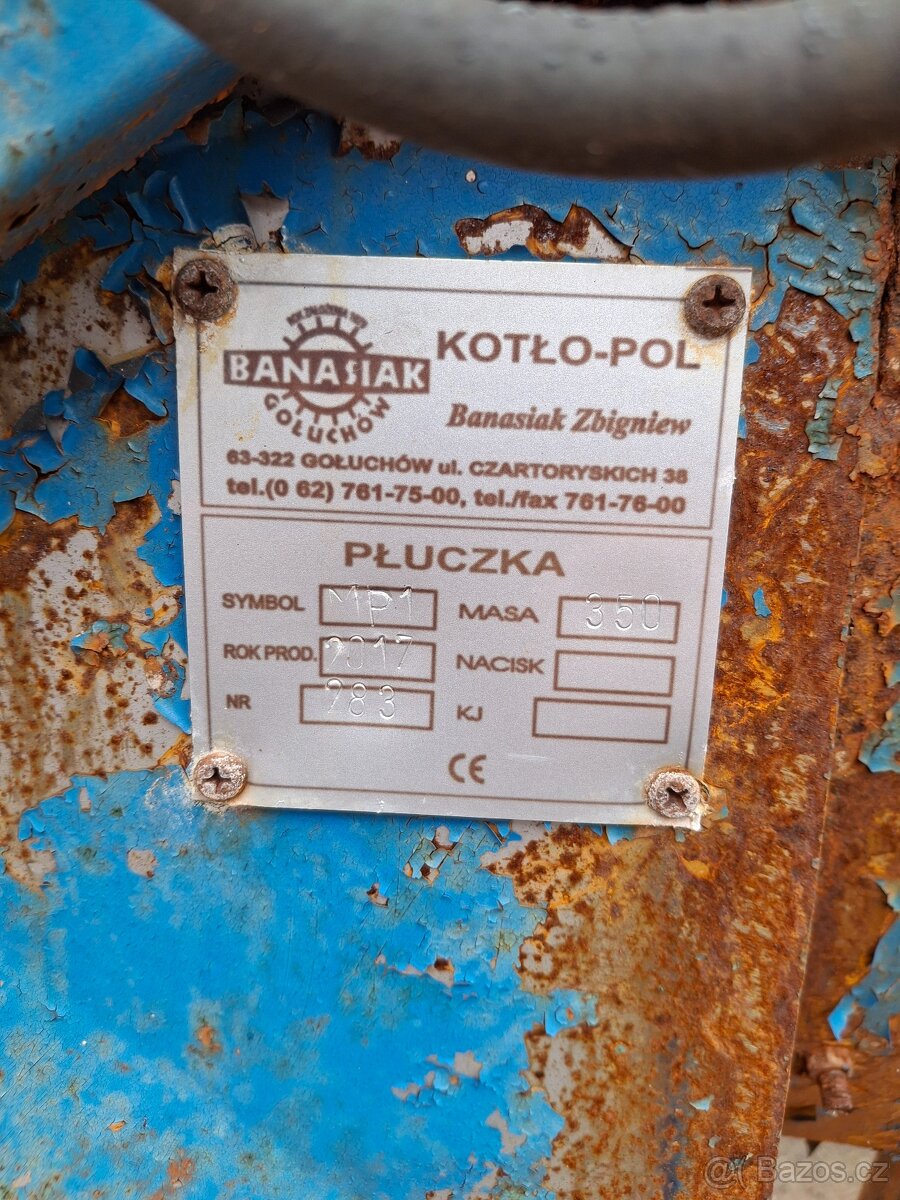 BANASIAK
GOŁUCHÓW
KOTŁO-POL
Banasiak Zbigniew
63-322 GOŁUCHÓW ul. CZARTORYSKICH 38
tel.(0 62) 761-75-00, tel./fax 761-76-00
PŁUCZKA
SYMBOL MP1 MASA 350
ROK PROD. 2017 NACISK
NR 283 KJ
CE
Bazos.cz